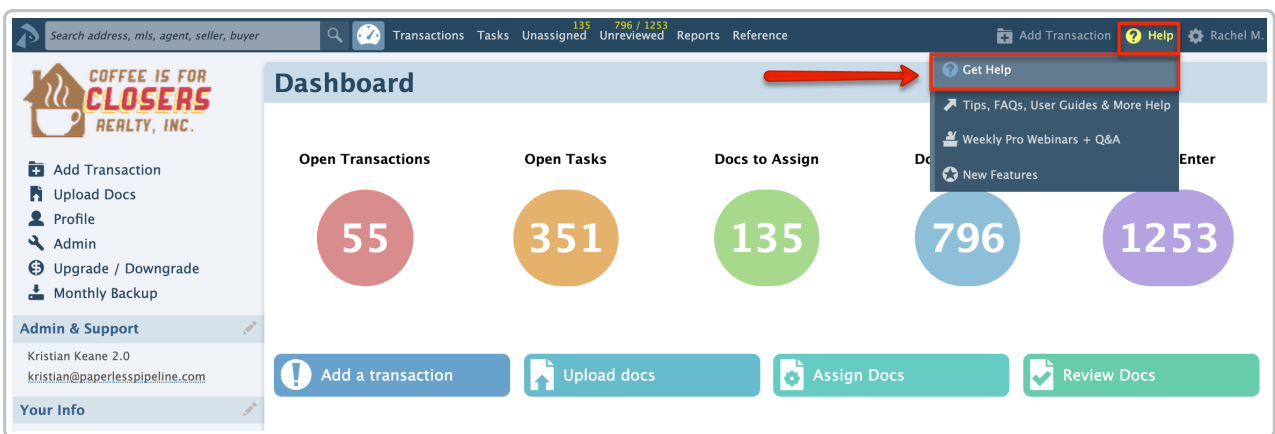 135 796 / 1253
Search address, mls, agent, seller, buyer Transactions Tasks Unassigned Unreviewed Reports Reference Add Transaction ? Help Rachel M.
COFFEE IS FOR
CLOSERS
REALTY, INC.
Add Transaction
Upload Docs
Profile
Admin
Upgrade / Downgrade
Monthly Backup
Admin & Support
Kristian Keane 2.0
kristian@paperlesspipeline.com
Your Info
Dashboard
? Get Help
Tips, FAQs, User Guides & More Help
Weekly Pro Webinars + Q&A
New Features
Open Transactions Open Tasks Docs to Assign Enter
55 351 135 796 1253
! Add a transaction Upload docs Assign Docs Review Docs